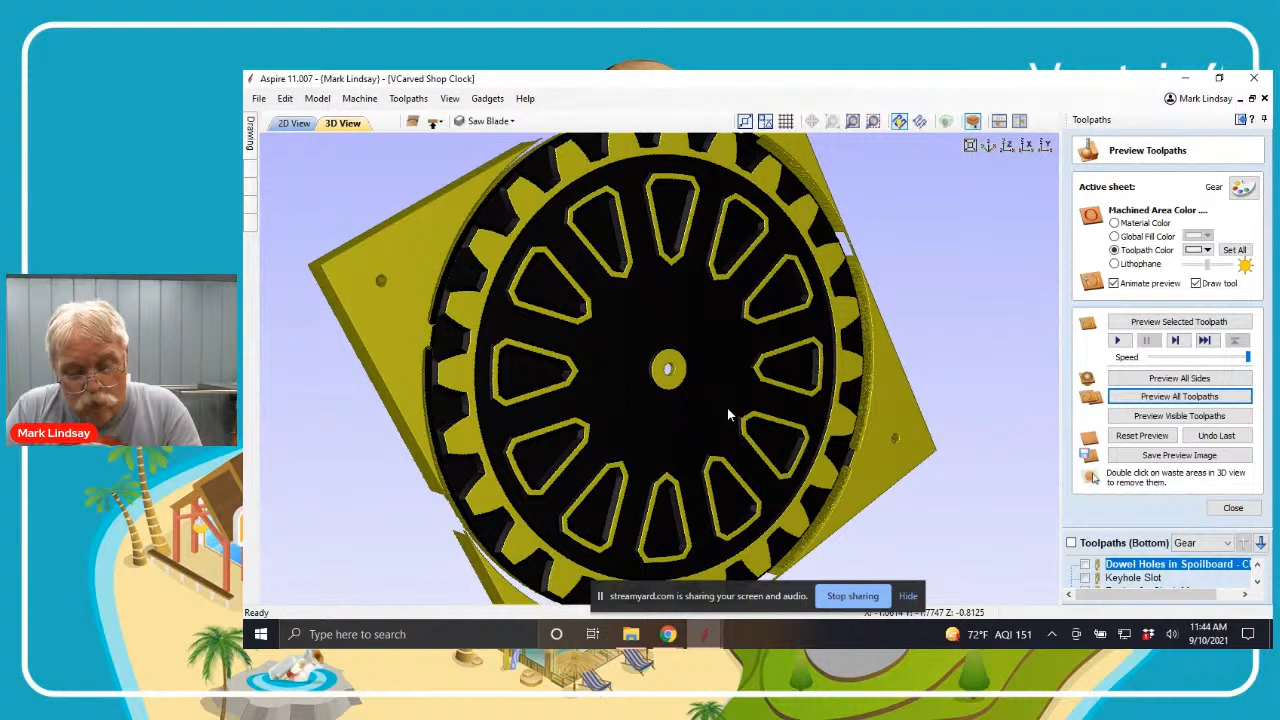 Aspire 11.007 - {Mark Lindsay} - [VCarved Shop Clock]
File Edit Model Machine Toolpaths View Gadgets Help
Mark Lindsay
2D View 3D View
Saw Blade
Drawing
Toolpaths
Preview Toolpaths
Active sheet: Gear
Machined Area Color ....
Material Color
Global Fill Color
Toolpath Color Set All
Lithophane
Animate preview Draw tool
Preview Selected Toolpath
Speed
Preview All Sides
Preview All Toolpaths
Preview Visible Toolpaths
Reset Preview Undo Last
Save Preview Image
Double click on waste areas in 3D view
to remove them.
Close
Toolpaths (Bottom) Gear
Dowel Holes in Spoilboard - C
Keyhole Slot
Mark Lindsay
streamyard.com is sharing your screen and audio. Stop sharing Hide
Ready
Z: -0.8125
Type here to search
72°F AQI 151
11:44 AM
9/10/2021